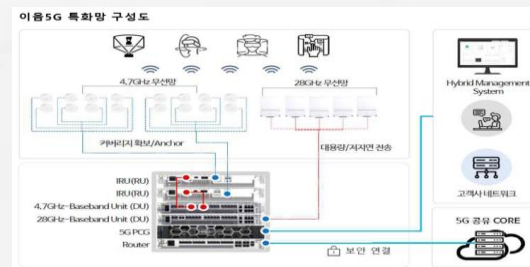 이음5G 특화망 구성도
4,7GHz 무선망
28GHz 무선망
커버리지 확보/Anchor
대용량/저지연 전송
IRU(RU)
IRU(RU)
4,7GHz-Baseband Unit (DU)
28GHz-Baseband Unit (DU)
5G PCG
Router
보안 연결
Hybrid Management
System
고객사 네트워크
5G 공유 CORE